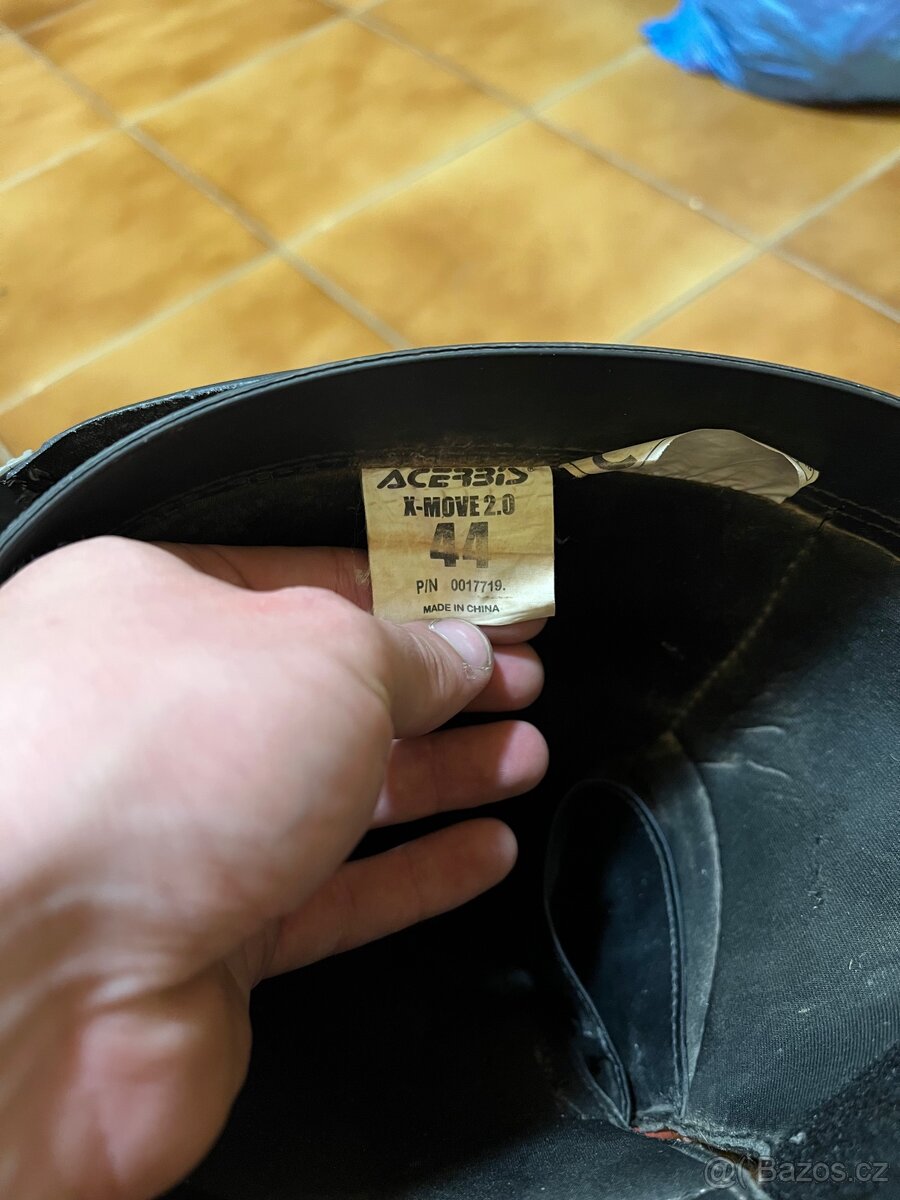 ACERBIS®
X-MOVE 2.0
44
P/N 0017719.
MADE IN CHINA
Bazos.cz